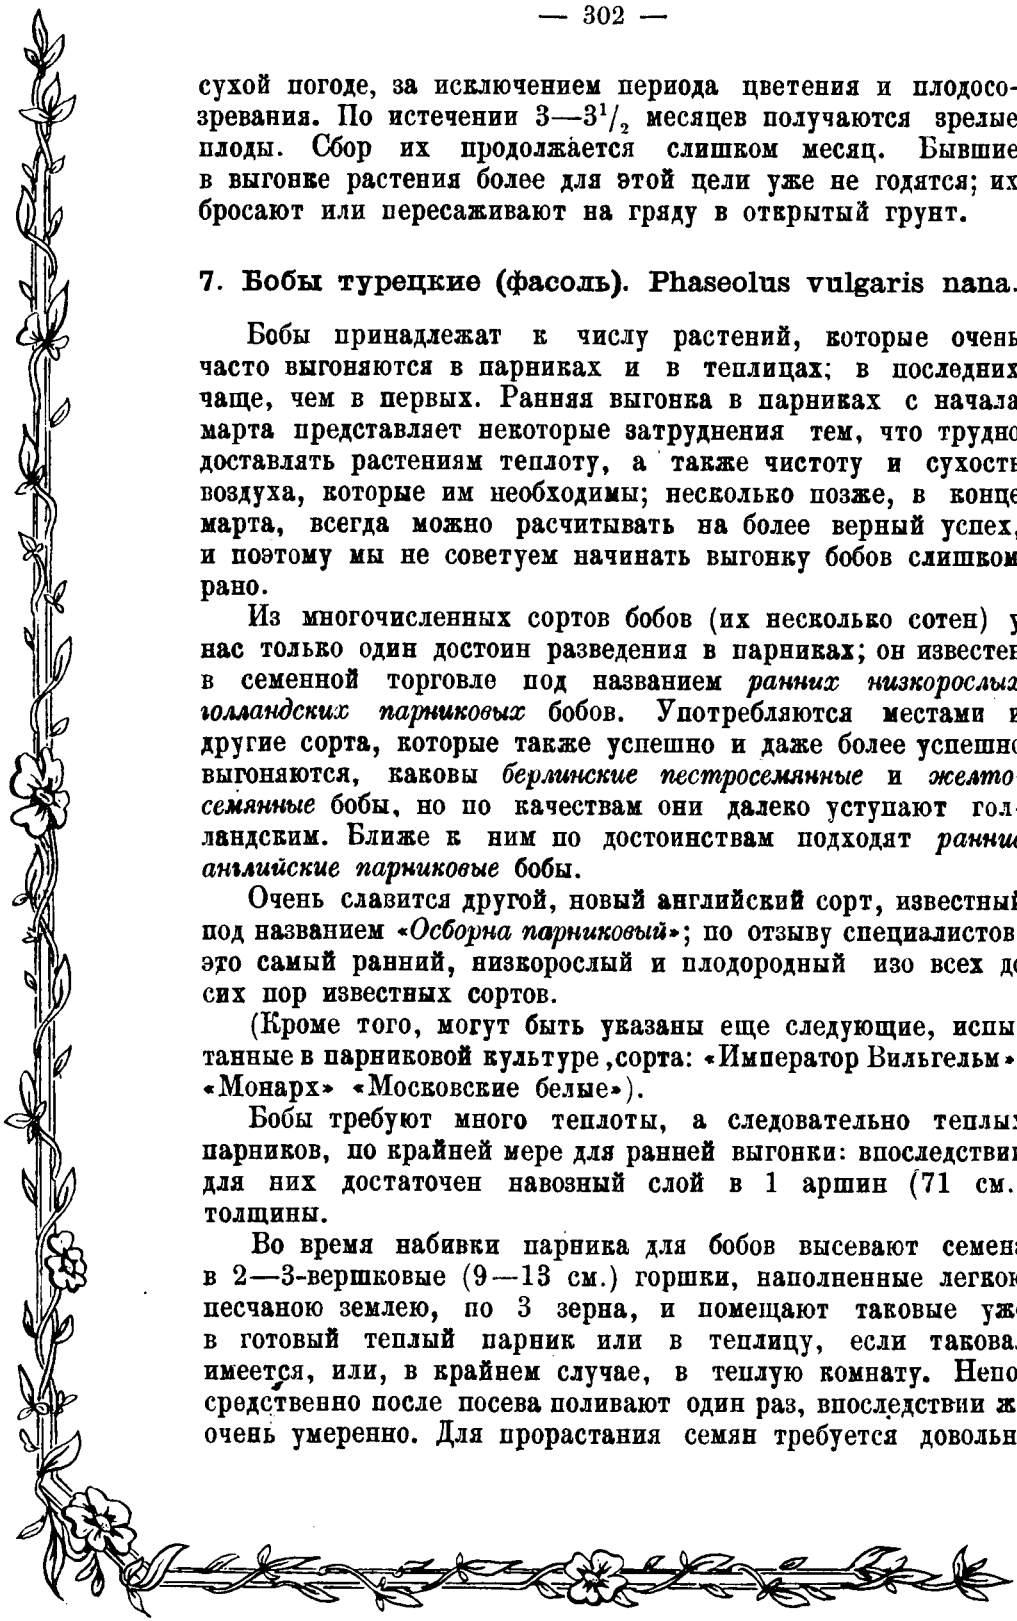 — 302 —
сухой погоде, за исключением периода цветения и плодосо-
зревания. По истечении 3—3¹/₂ месяцев получаются зрелые
плоды. Сбор их продолжается слишком месяц. Бывшие
в выгонке растения более для этой цели уже не годятся; их
бросают или пересаживают на гряду в открытый грунт.
7. Бобы турецкие (фасоль). Phaseolus vulgaris nana.
Бобы принадлежат к числу растений, которые очень
часто выгоняются в парниках и в теплицах; в последних
чаще, чем в первых. Ранняя выгонка в парниках с начала
марта представляет некоторые затруднения тем, что трудно
доставлять растениям теплоту, а также чистоту и сухость
воздуха, которые им необходимы; несколько позже, в конце
марта, всегда можно расчитывать на более верный успех,
и поэтому мы не советуем начинать выгонку бобов слишком
рано.
Из многочисленных сортов бобов (их несколько сотен) у
нас только один достоин разведения в парниках; он известен
в семенной торговле под названием ранних низкорослых
голландских парниковых бобов. Употребляются местами и
другие сорта, которые также успешно и даже более успешно
выгоняются, каковы берлинские пестросемянные и желто-
семянные бобы, но по качествам они далеко уступают гол-
ландским. Ближе к ним по достоинствам подходят ранние
английские парниковые бобы.
Очень славится другой, новый английский сорт, известный
под названием «Осборна парниковый»; по отзыву специалистов
это самый ранний, низкорослый и плодородный изо всех до
сих пор известных сортов.
(Кроме того, могут быть указаны еще следующие, испы-
танные в парниковой культуре ,сорта: «Император Вильгельм»
«Монарх» «Московские белые»).
Бобы требуют много теплоты, а следовательно теплых
парников, по крайней мере для ранней выгонки: впоследствии
для них достаточен навозный слой в 1 аршин (71 см.
толщины.
Во время набивки парника для бобов высевают семена
в 2—3-вершковые (9—13 см.) горшки, наполненные легкою
песчаною землею, по 3 зерна, и помещают таковые уже
в готовый теплый парник или в теплицу, если таковая
имеется, или, в крайнем случае, в теплую комнату. Непо-
средственно после посева поливают один раз, впоследствии ж
очень умеренно. Для прорастания семян требуется довольн